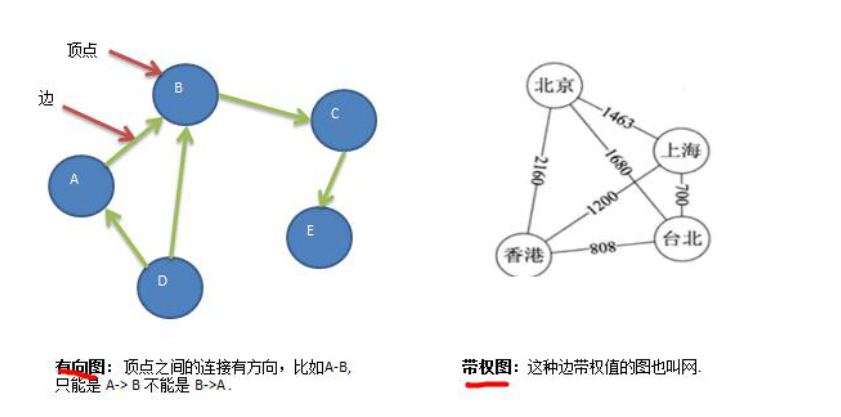 顶点
边
B
C
A
E
D
北京
1463
上海
2160
1680
700
1200
香港
808
台北
有向图：顶点之间的连接有方向，比如A-B,
只能是 A-> B 不能是 B->A .
带权图：这种边带权值的图也叫网.